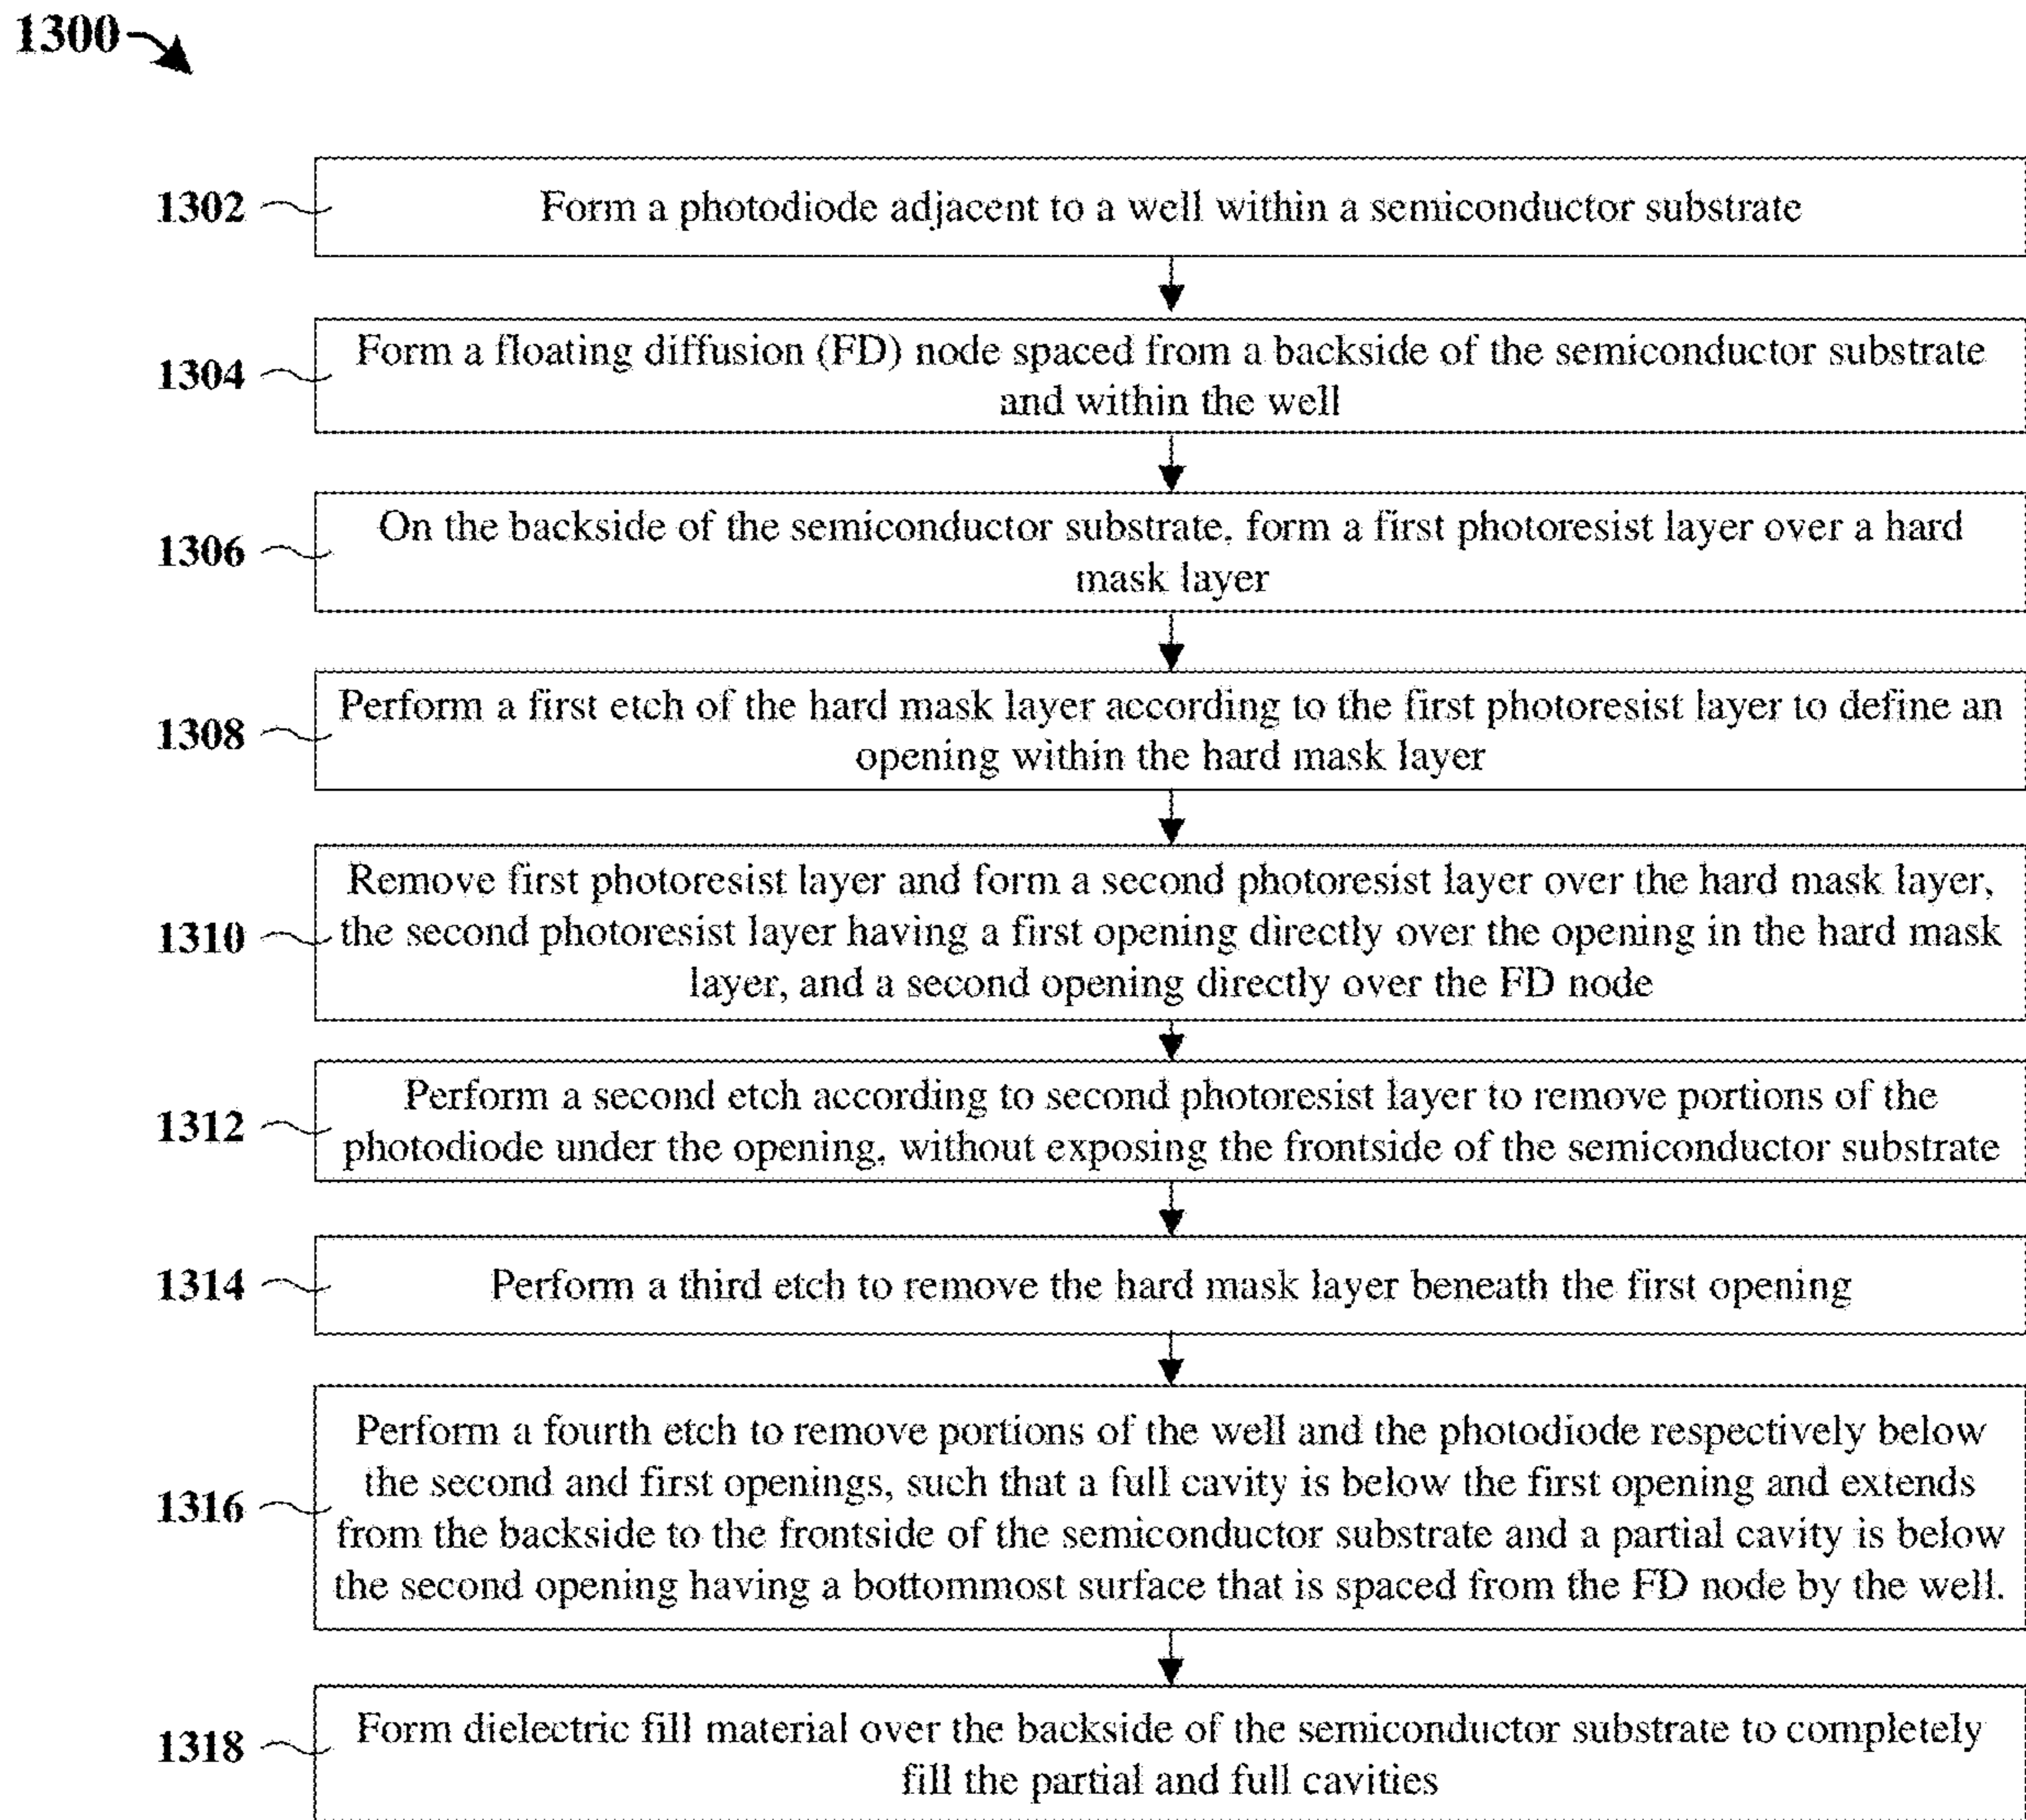 1300
1302
Form a photodiode adjacent to a well within a semiconductor substrate
1304
Form a floating diffusion (FD) node spaced from a backside of the semiconductor substrate
and within the well
1306
On the backside of the semiconductor substrate, form a first photoresist layer over a hard
mask layer
1308
Perform a first etch of the hard mask layer according to the first photoresist layer to define an
opening within the hard mask layer
1310
Remove first photoresist layer and form a second photoresist layer over the hard mask layer,
the second photoresist layer having a first opening directly over the opening in the hard mask
layer, and a second opening directly over the FD node
1312
Perform a second etch according to second photoresist layer to remove portions of the
photodiode under the opening, without exposing the frontside of the semiconductor substrate
1314
Perform a third etch to remove the hard mask layer beneath the first opening
1316
Perform a fourth etch to remove portions of the well and the photodiode respectively below
the second and first openings, such that a full cavity is below the first opening and extends
from the backside to the frontside of the semiconductor substrate and a partial cavity is below
the second opening having a bottommost surface that is spaced from the FD node by the well.
1318
Form dielectric fill material over the backside of the semiconductor substrate to completely
fill the partial and full cavities